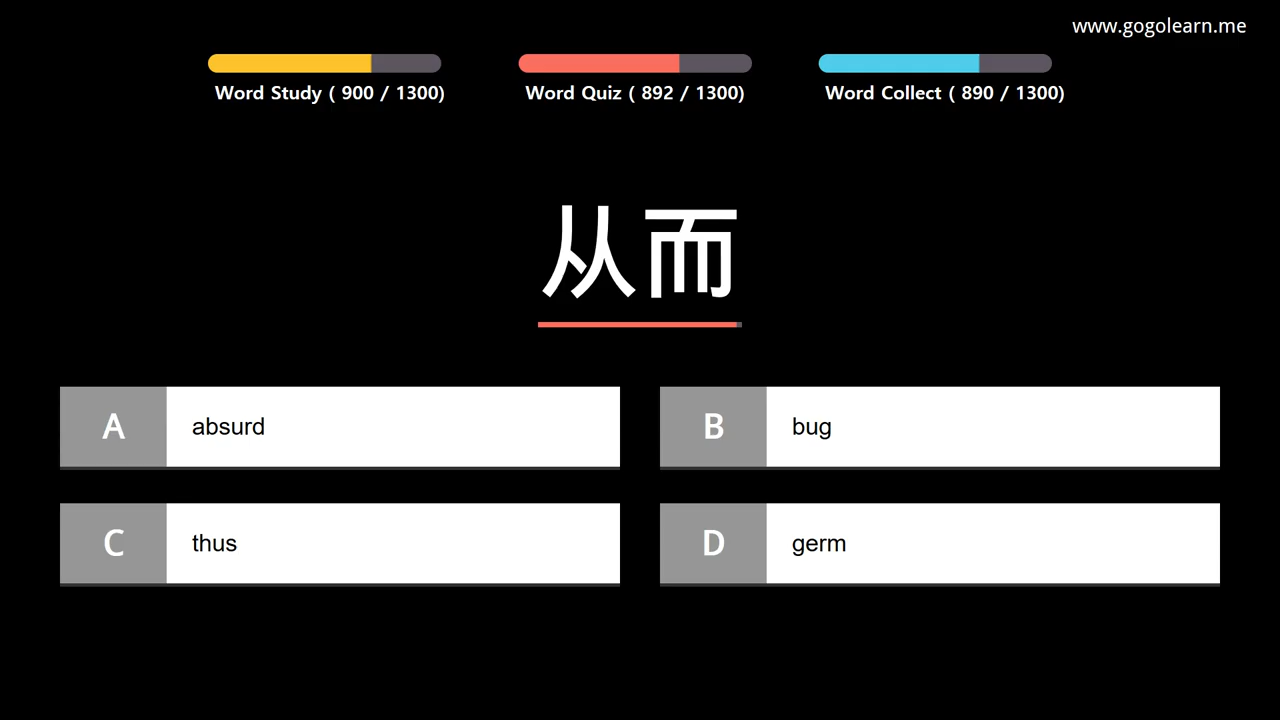 www.gogolearn.me
Word Study ( 900 / 1300)
Word Quiz ( 892 / 1300)
Word Collect ( 890 / 1300)
从而
A absurd
B bug
C thus
D germ